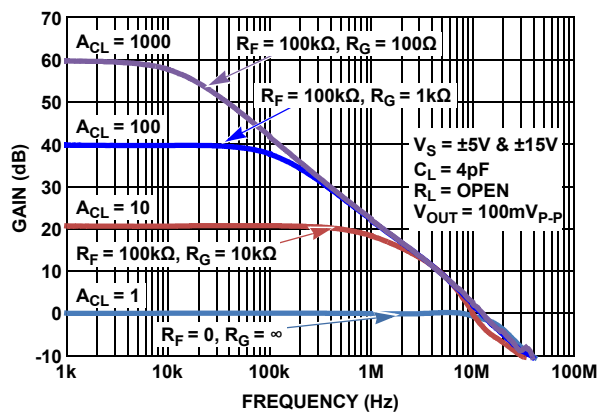 70
60
50
40
30
20
10
0
-10
GAIN (dB)
A_CL = 1000
R_F = 100kΩ, R_G = 100Ω
R_F = 100kΩ, R_G = 1kΩ
A_CL = 100
V_S = ±5V & ±15V
C_L = 4pF
R_L = OPEN
V_OUT = 100mV_P-P
A_CL = 10
R_F = 100kΩ, R_G = 10kΩ
A_CL = 1
R_F = 0, R_G = ∞
1k 10k 100k 1M 10M 100M
FREQUENCY (Hz)